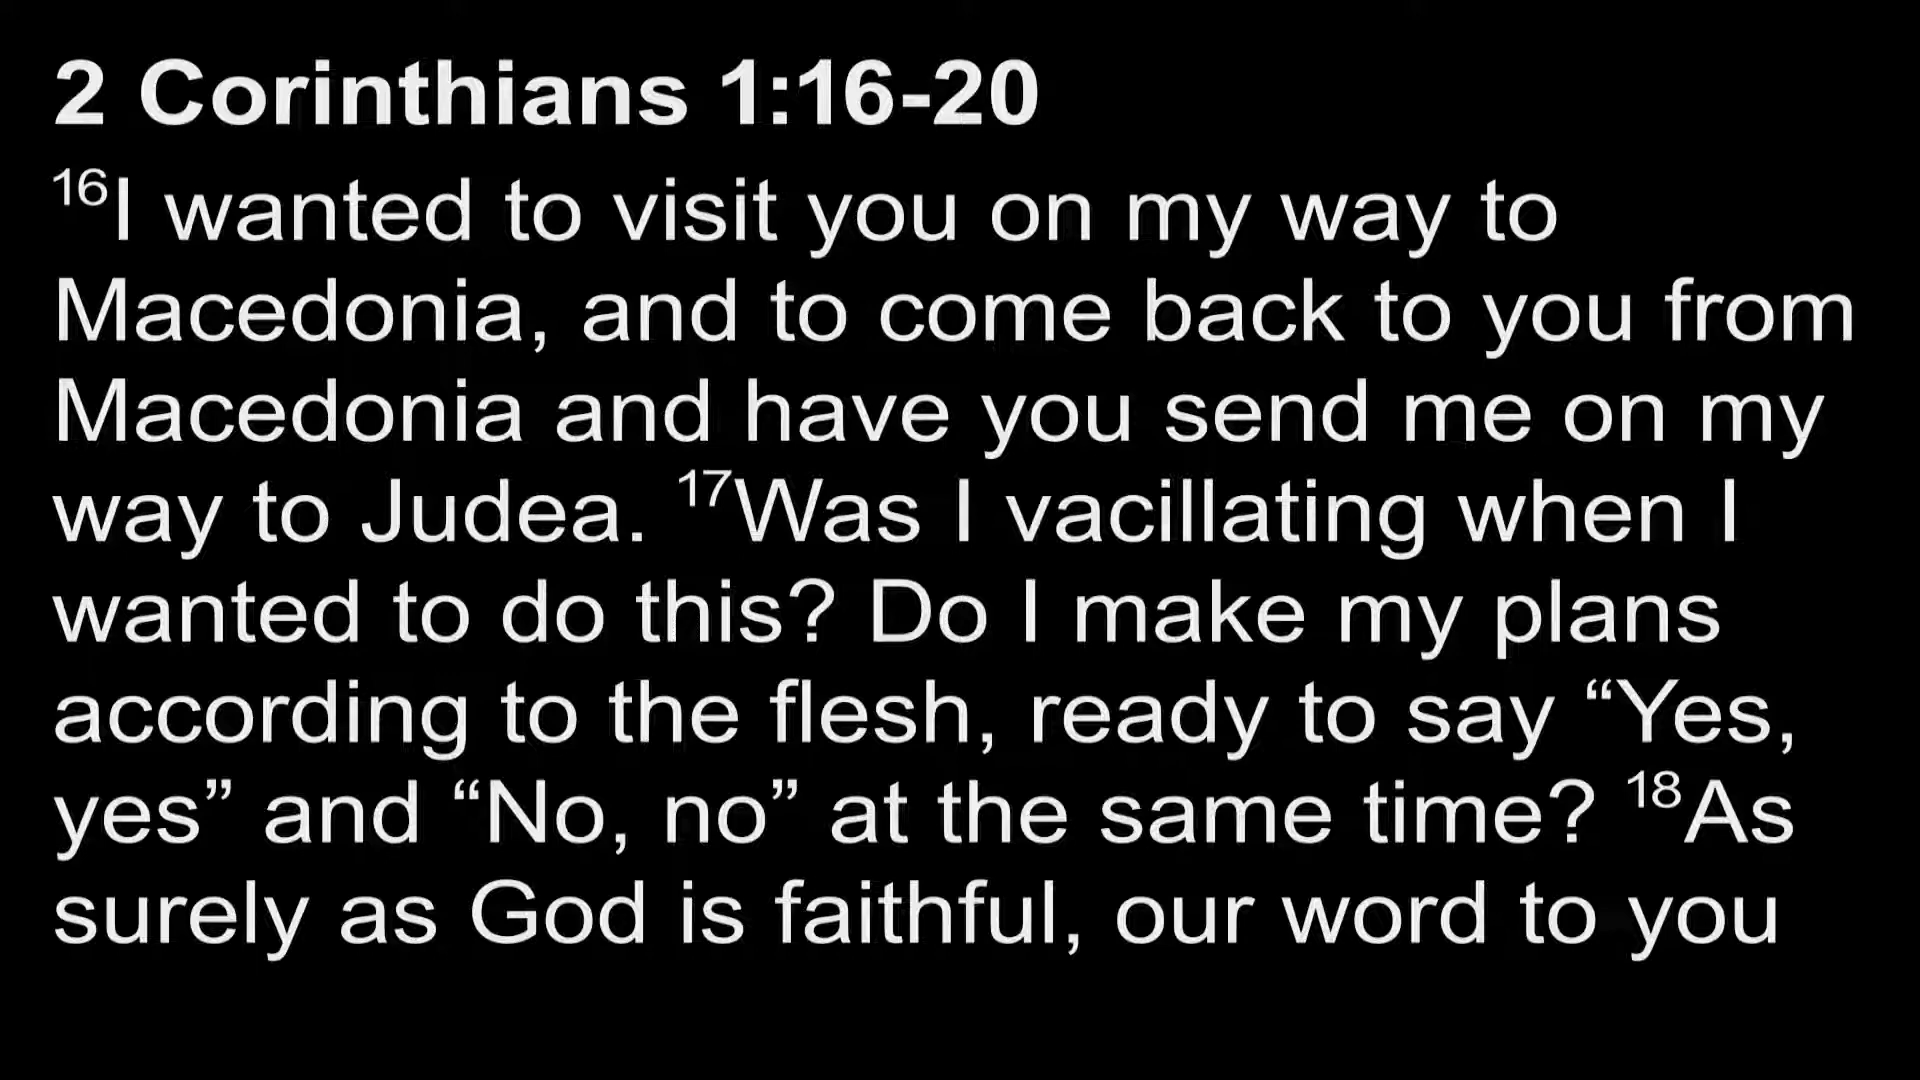 2 Corinthians 1:16-20
16I wanted to visit you on my way to
Macedonia, and to come back to you from
Macedonia and have you send me on my
way to Judea. 17Was I vacillating when I
wanted to do this? Do I make my plans
according to the flesh, ready to say “Yes,
yes” and “No, no” at the same time? 18As
surely as God is faithful, our word to you